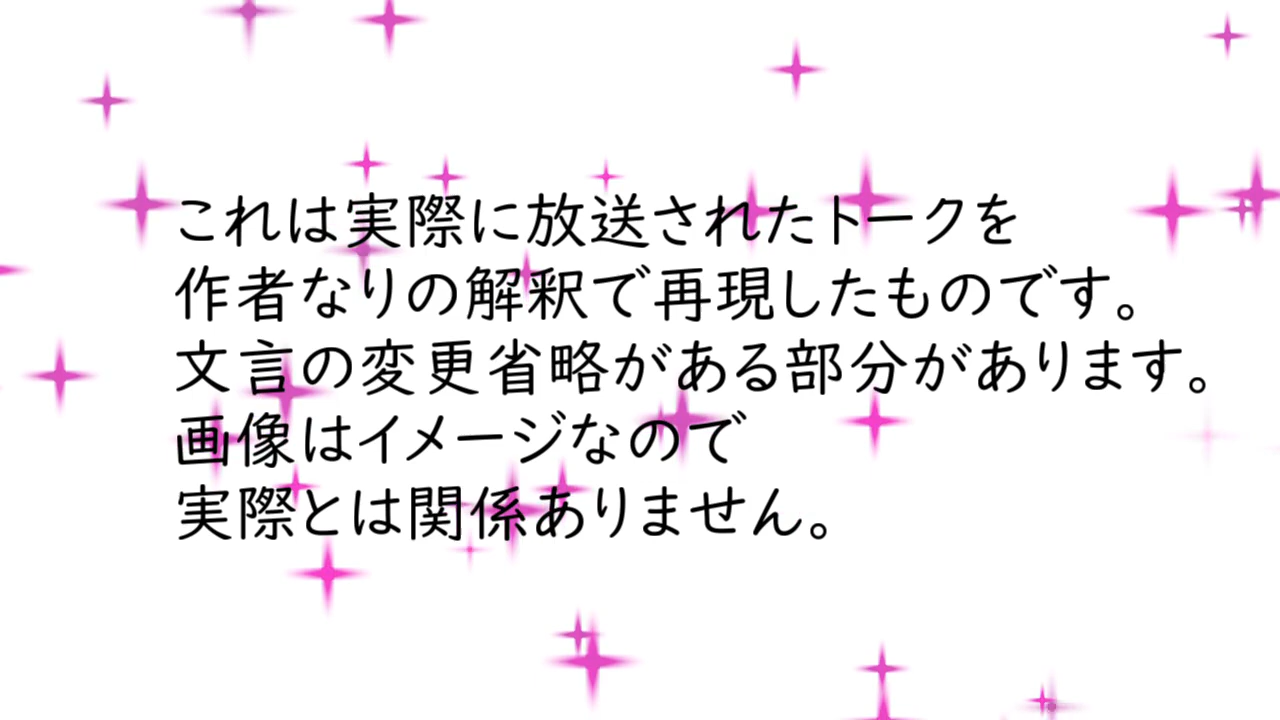 これは実際に放送されたトークを
作者なりの解釈で再現したものです。
文言の変更省略がある部分があります。
画像はイメージなので
実際とは関係ありません。